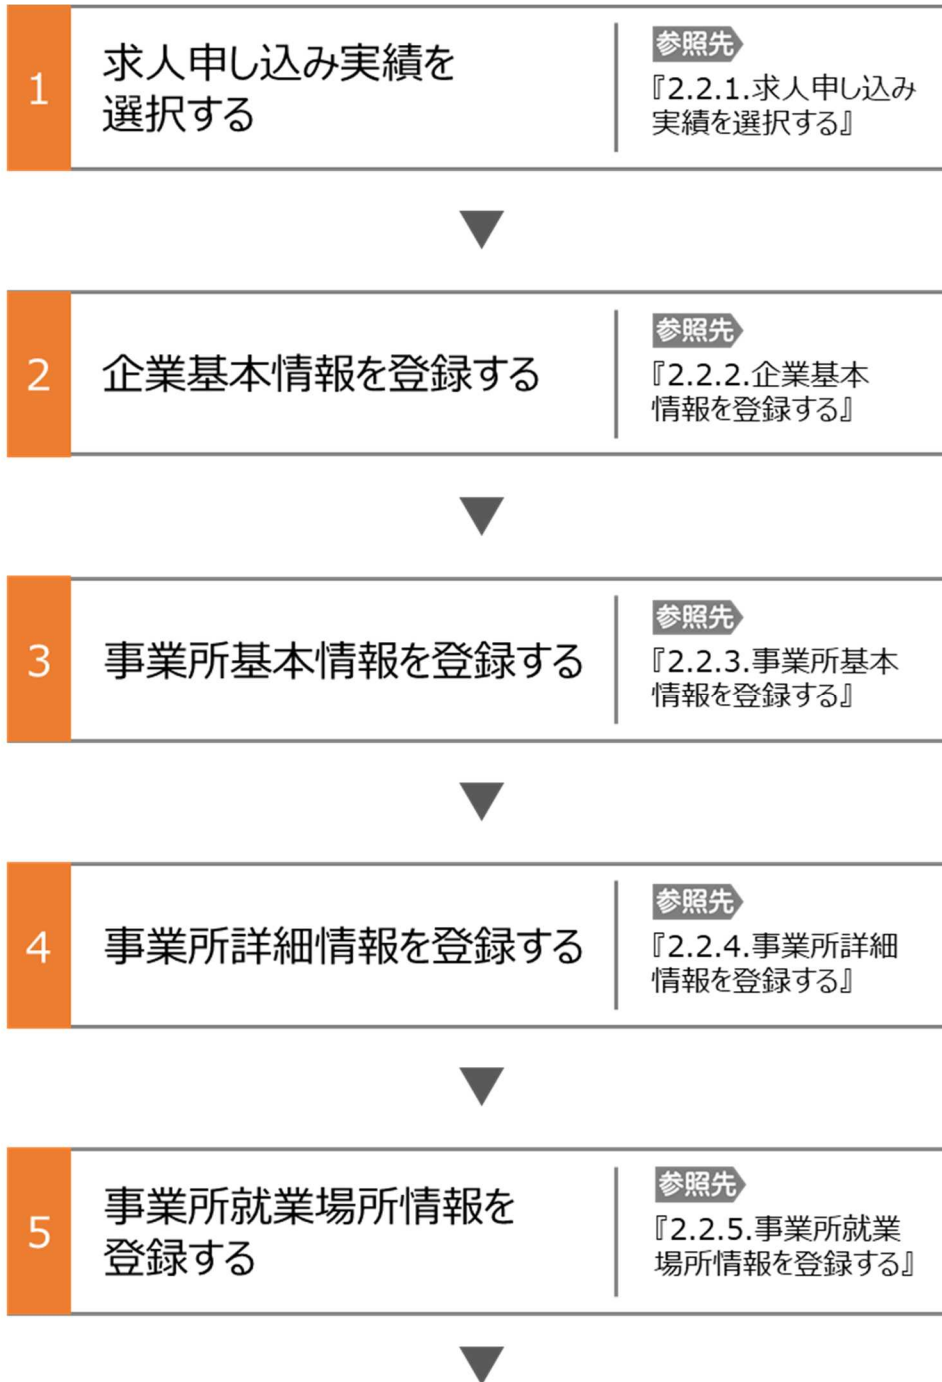 1
求人申し込み実績を
選択する
参照先
『2.2.1.求人申し込み
実績を選択する』
2
企業基本情報を登録する
参照先
『2.2.2.企業基本
情報を登録する』
3
事業所基本情報を登録する
参照先
『2.2.3.事業所基本
情報を登録する』
4
事業所詳細情報を登録する
参照先
『2.2.4.事業所詳細
情報を登録する』
5
事業所就業場所情報を
登録する
参照先
『2.2.5.事業所就業
場所情報を登録する』